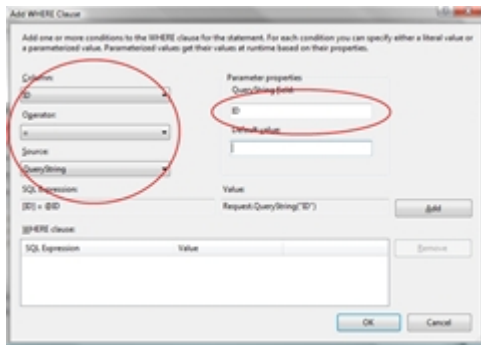 Add WHERE Clause
Add one or more conditions to the WHERE clause for the statement. For each condition you can specify either a literal value or
a parameterized value. Parameterized values get their values at runtime based on their properties.
Column:
ID
Operator:
=
Source:
QueryString
Parameter properties
QueryString field:
ID
Default value:
SQL Expression:
[ID] = @ID
Value:
Request.QueryString("ID")
Add
WHERE clause:
SQL Expression Value
Remove
OK Cancel